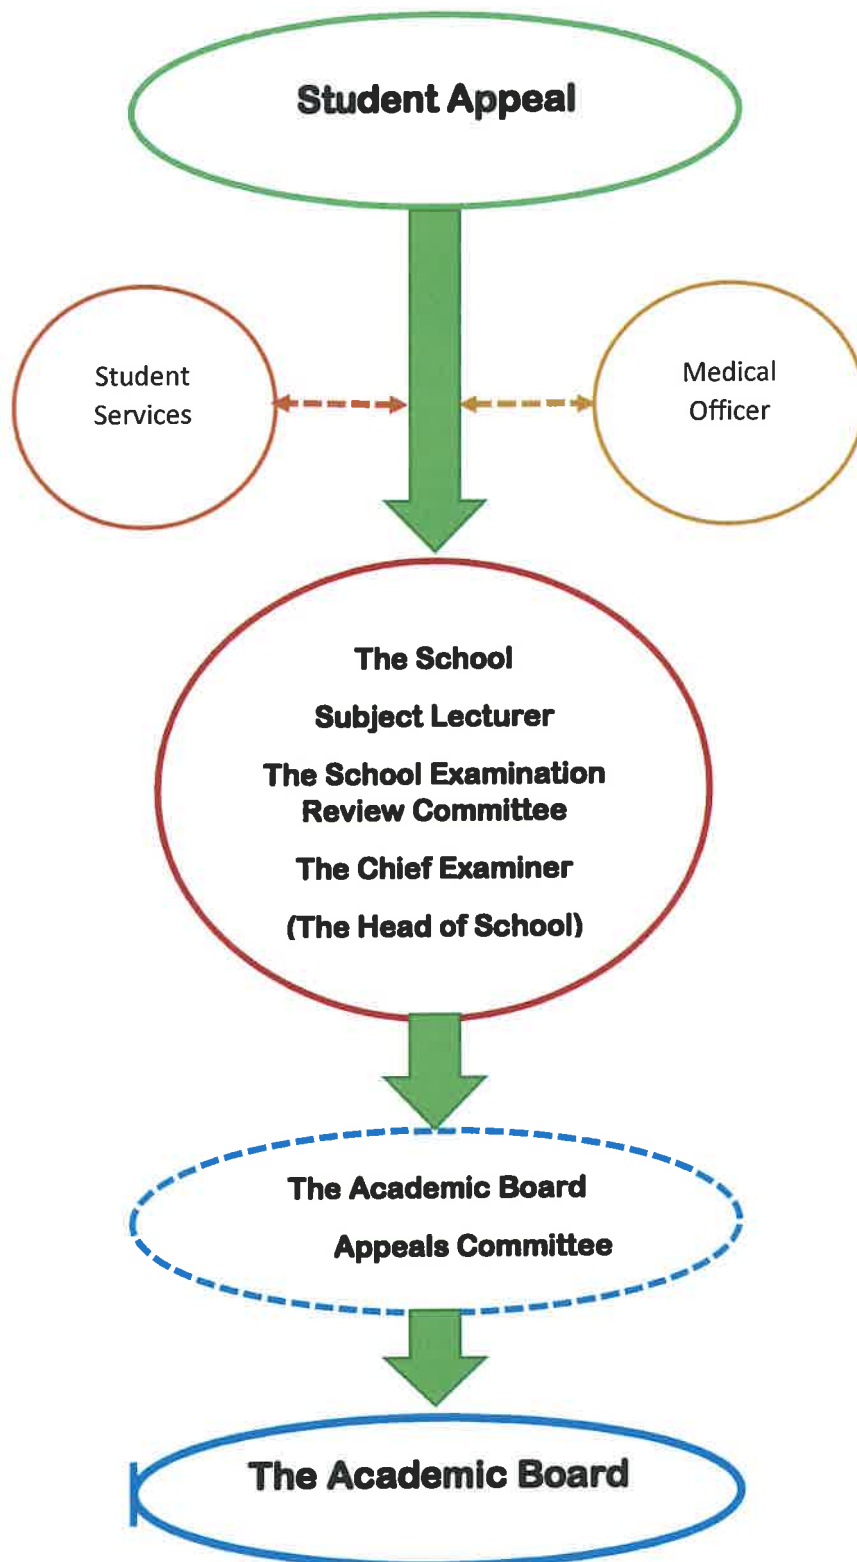 Student Appeal
Student
Services
Medical
Officer
The School
Subject Lecturer
The School Examination
Review Committee
The Chief Examiner
(The Head of School)
The Academic Board
Appeals Committee
The Academic Board